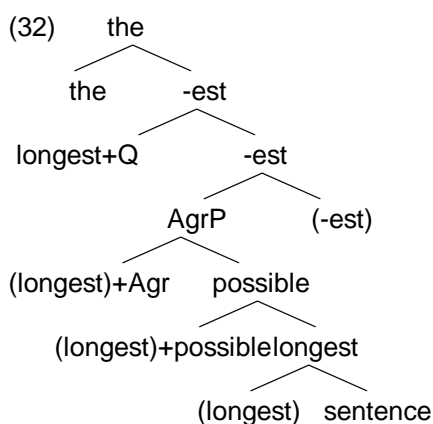 (32) the
the -est
longest+Q -est
AgrP (-est)
(longest)+Agr possible
(longest)+possiblelongest
(longest) sentence